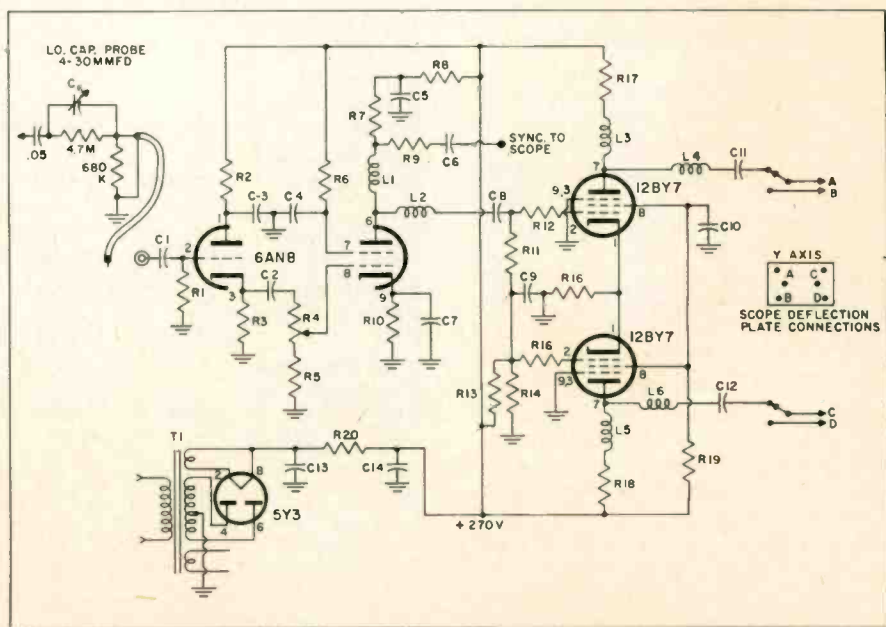 LO. CAP. PROBE
4-30MMFD
C
.05
4.7M
680
K
C1
2
R1
R2
1
C-3
C4
6AN8
3
C2
R3
R4
R5
R6
7
8
R7
C5
R8
R9
C6
SYNC. TO
SCOPE
L1
6
L2
9
R10
C7
C8
R11
R12
9,3
2
C9
R16
R17
L3
7
12BY7
8
1
L4
C11
A
B
C10
Y AXIS
A C
B D
SCOPE DEFLECTION
PLATE CONNECTIONS
1
12BY7
R16
2
9,3
8
7
R13
R14
L6
C12
C
D
L5
R18
R19
T1
2
8
4
6
5Y3
C13
R20
C14
+270V